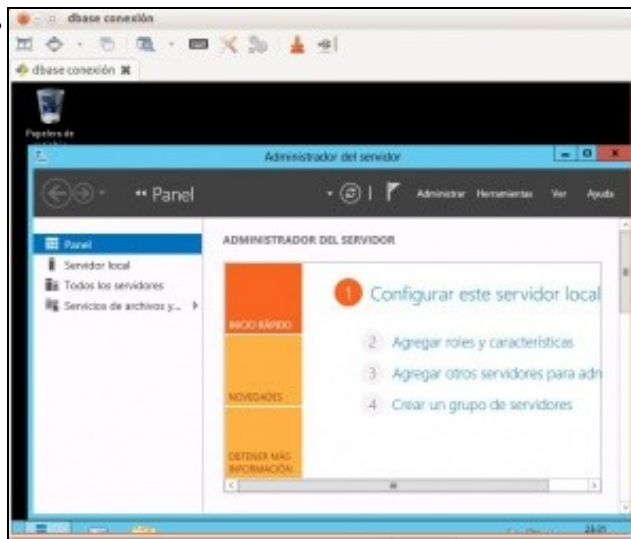 dbase conexión
dbase conexión
Papelera de
Administrador del servidor
Panel
Administrar Herramientas Ver Ayuda
Panel
Servidor local
Todos los servidores
Servicios de archivos y...
ADMINISTRADOR DEL SERVIDOR
INICIO RÁPIDO
NOVEDADES
OBTENER MÁS
INFORMACIÓN
1 Configurar este servidor local
2 Agregar roles y características
3 Agregar otros servidores para adn
4 Crear un grupo de servidores